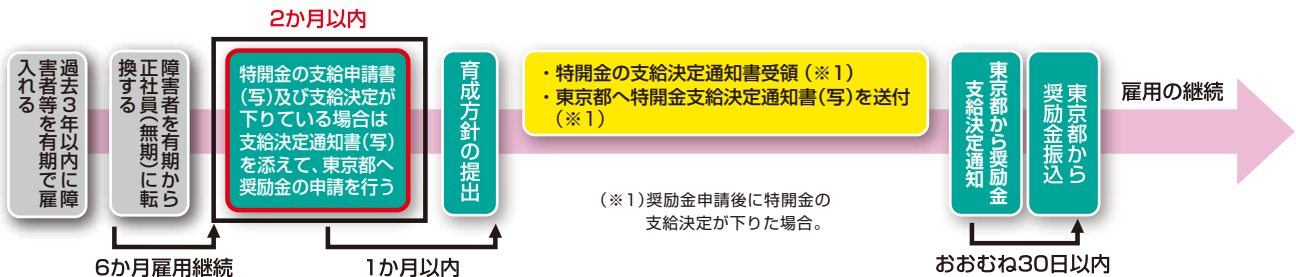 2か月以内
過去3年以内に障
害者等を有期で雇
入れる
障害者を有期から
正社員(無期)に転
換する
特開金の支給申請書
(写)及び支給決定が
下りている場合は
支給決定通知書(写)
を添えて、東京都へ
奨励金の申請を行う
育成方針の提出
・特開金の支給決定通知書受領(※1)
・東京都へ特開金支給決定通知書(写)を送付
(※1)
(※1)奨励金申請後に特開金の
支給決定が下りた場合。
東京都から奨励金
支給決定通知
東京都から
奨励金振込
雇用の継続
6か月雇用継続
1か月以内
おおむね30日以内